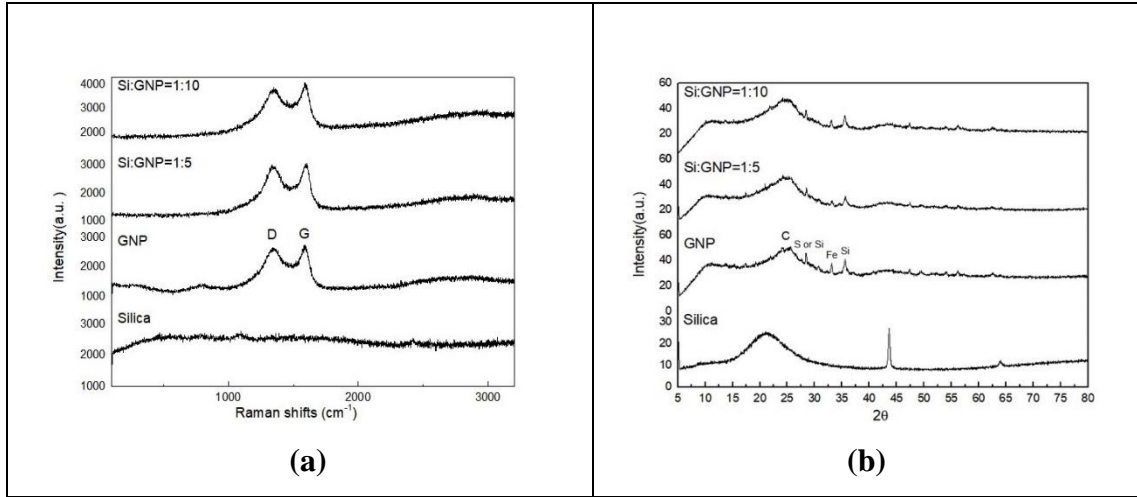 Si:GNP=1:10
4000
3000
2000
Si:GNP=1:5
3000
2000
1000
GNP
3000
D G
2000
1000
Silica
3000
2000
1000
1000 2000 3000
Intensity(a.u.)
Raman shifts (cm⁻¹)
(a)
60
Si:GNP=1:10
40
20
60
Si:GNP=1:5
40
20
0
60
GNP
C
S or Si
Fe Si
40
20
0
30
Silica
20
10
0
5 10 15 20 25 30 35 40 45 50 55 60 65 70 75 80
Intensity(a.u.)
2θ
(b)